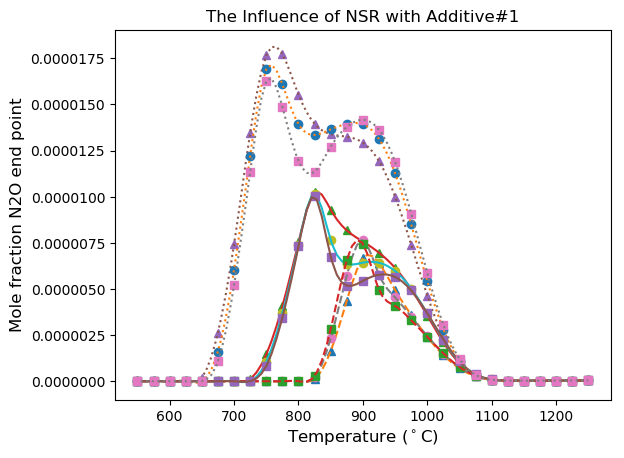 The Influence of NSR with Additive#1
Mole fraction N2O end point
0.0000175
0.0000150
0.0000125
0.0000100
0.0000075
0.0000050
0.0000025
0.0000000
600 700 800 900 1000 1100 1200
Temperature (°C)